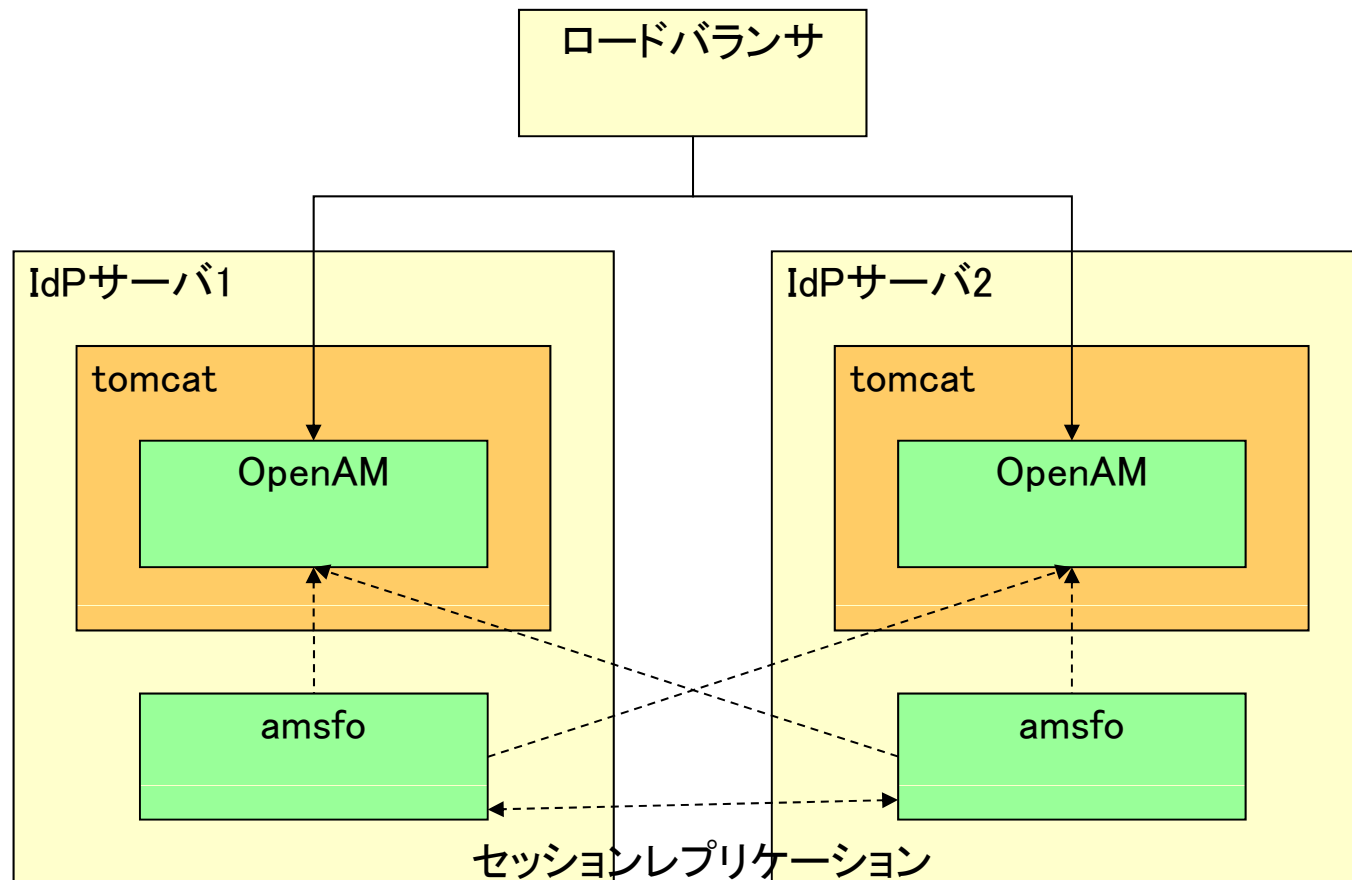 ロードバランサ
IdPサーバ1
IdPサーバ2
tomcat
tomcat
OpenAM
OpenAM
amsfo
amsfo
セッションレプリケーション